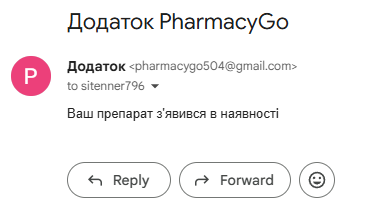 Додаток PharmacyGo
P
Додаток <pharmacygo504@gmail.com>
to sitenner796
Ваш препарат з'явився в наявності
Reply
Forward